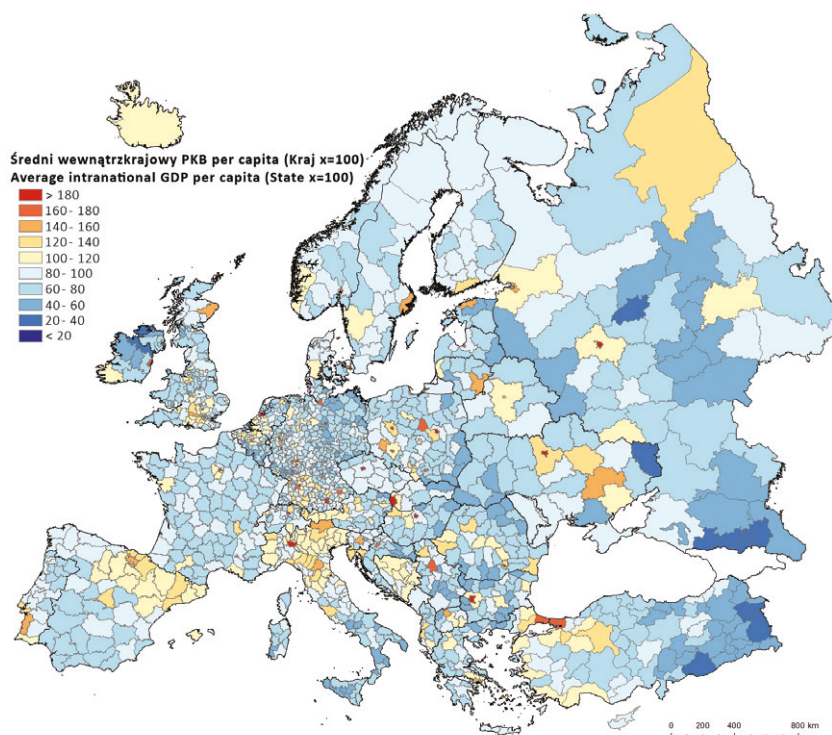 Średni wewnątrzkrajowy PKB per capita (Kraj x=100)
Average intranational GDP per capita (State x=100)
> 180
160 - 180
140 - 160
120 - 140
100 - 120
80 - 100
60 - 80
40 - 60
20 - 40
< 20
0 200 400 800 km